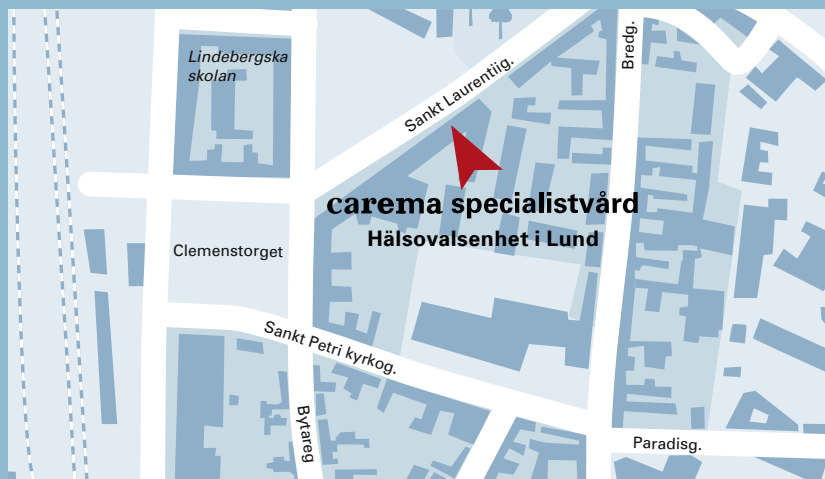 Lindebergska
skolan
Sankt Laurentiig.
Bredg.
carema specialistvård
Hälsovalsenhet i Lund
Clemenstorget
Sankt Petri kyrkog.
Bytareg
Paradisg.